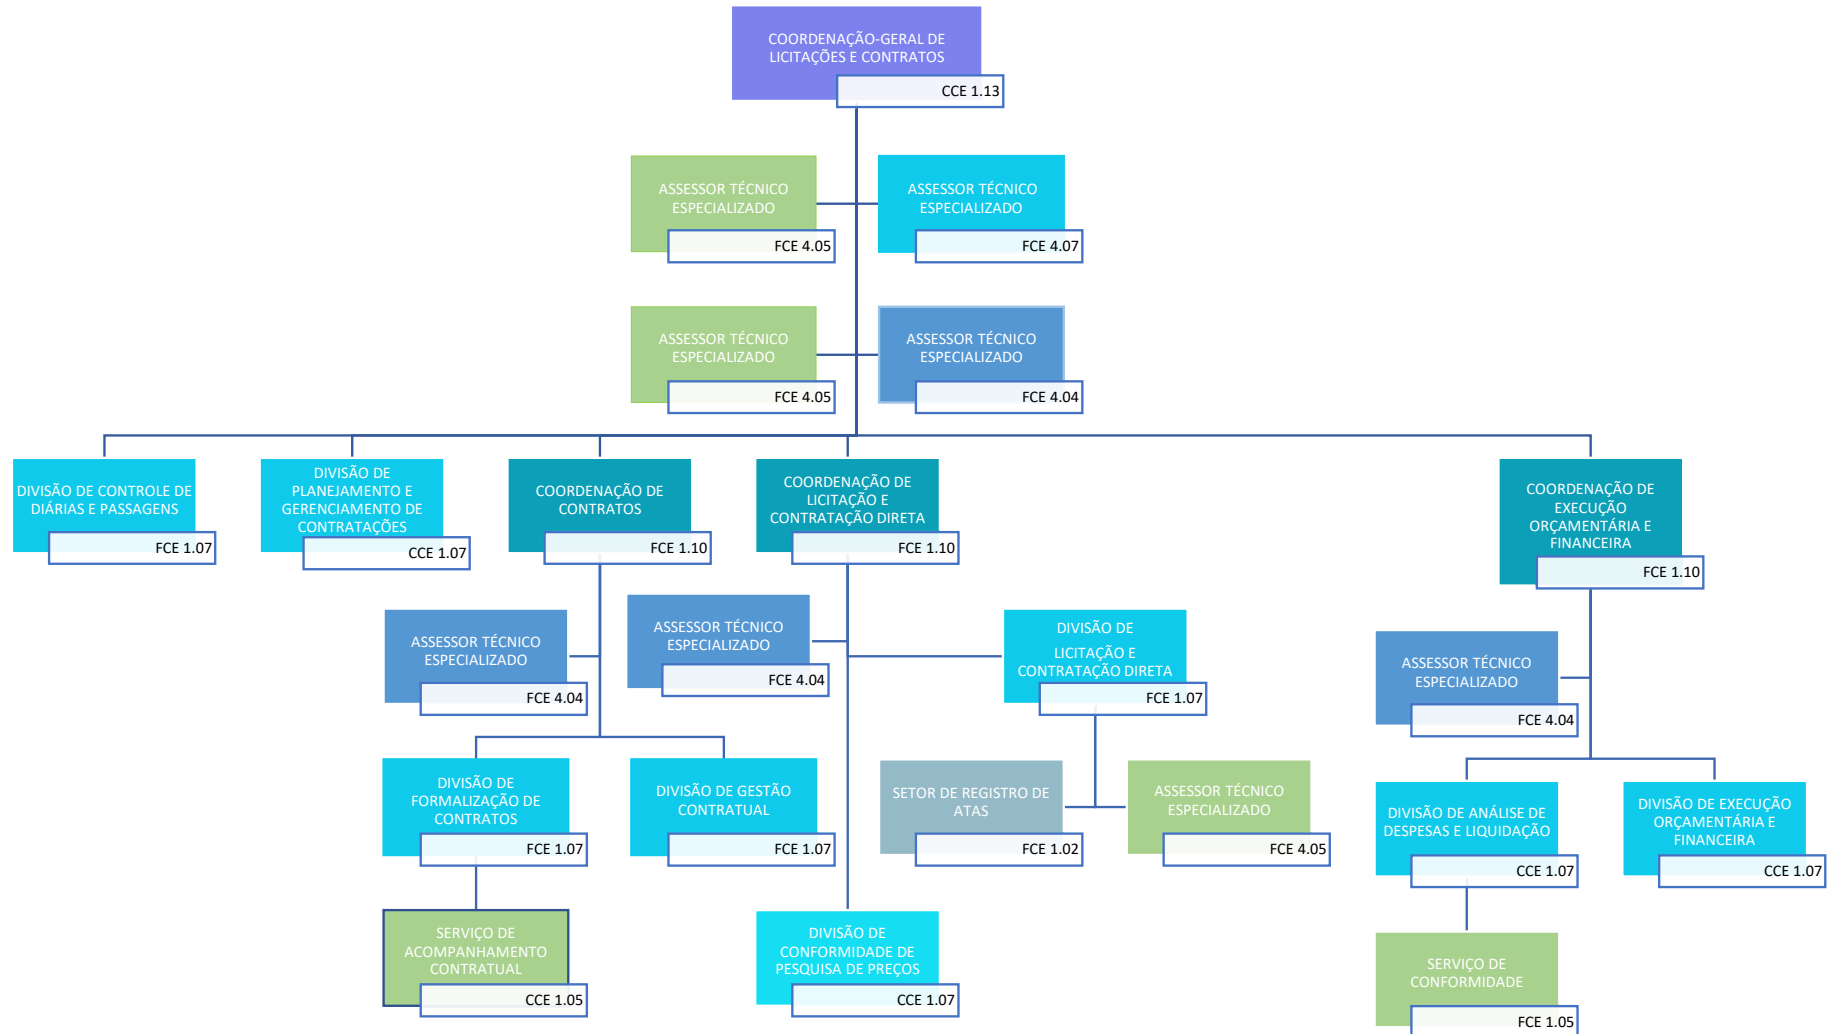 COORDENAÇÃO-GERAL DE
LICITAÇÕES E CONTRATOS
CCE 1.13
ASSESSOR TÉCNICO
ESPECIALIZADO
FCE 4.05
ASSESSOR TÉCNICO
ESPECIALIZADO
FCE 4.07
ASSESSOR TÉCNICO
ESPECIALIZADO
FCE 4.05
ASSESSOR TÉCNICO
ESPECIALIZADO
FCE 4.04
DIVISÃO DE CONTROLE DE
DIÁRIAS E PASSAGENS
FCE 1.07
DIVISÃO DE
PLANEJAMENTO E
GERENCIAMENTO DE
CONTRATAÇÕES
CCE 1.07
COORDENAÇÃO DE
CONTRATOS
FCE 1.10
COORDENAÇÃO DE
LICITAÇÃO E
CONTRATAÇÃO DIRETA
FCE 1.10
COORDENAÇÃO DE
EXECUÇÃO
ORÇAMENTÁRIA E
FINANCEIRA
FCE 1.10
ASSESSOR TÉCNICO
ESPECIALIZADO
FCE 4.04
ASSESSOR TÉCNICO
ESPECIALIZADO
FCE 4.04
DIVISÃO DE
LICITAÇÃO E
CONTRATAÇÃO DIRETA
FCE 1.07
ASSESSOR TÉCNICO
ESPECIALIZADO
FCE 4.04
DIVISÃO DE
FORMALIZAÇÃO DE
CONTRATOS
FCE 1.07
DIVISÃO DE GESTÃO
CONTRATUAL
FCE 1.07
SETOR DE REGISTRO DE
ATAS
FCE 1.02
ASSESSOR TÉCNICO
ESPECIALIZADO
FCE 4.05
DIVISÃO DE ANÁLISE DE
DESPESAS E LIQUIDAÇÃO
CCE 1.07
DIVISÃO DE EXECUÇÃO
ORÇAMENTÁRIA E
FINANCEIRA
CCE 1.07
SERVIÇO DE
ACOMPANHAMENTO
CONTRATUAL
CCE 1.05
DIVISÃO DE
CONFORMIDADE DE
PESQUISA DE PREÇOS
CCE 1.07
SERVIÇO DE
CONFORMIDADE
FCE 1.05